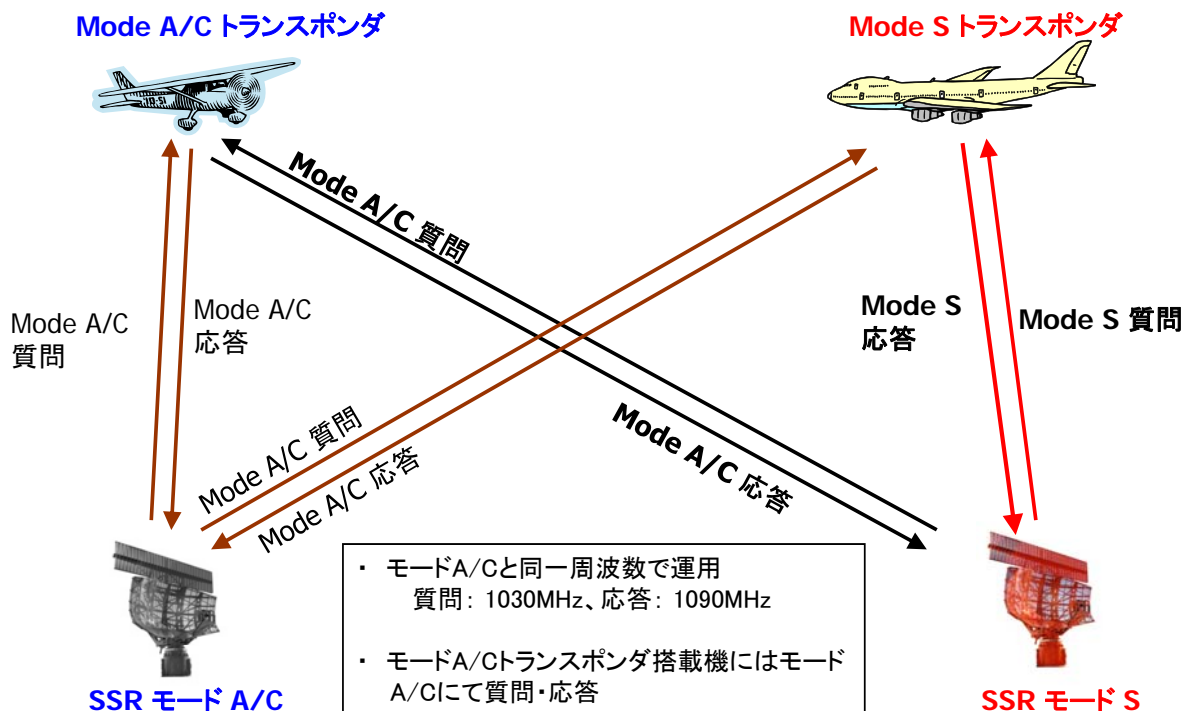 Mode A/C トランスポンダ
Mode S トランスポンダ
Mode A/C 質問
Mode A/C
質問
Mode A/C
応答
Mode S
応答
Mode S 質問
Mode A/C 質問
Mode A/C 応答
Mode A/C 応答
・ モードA/Cと同一周波数で運用
質問: 1030MHz、応答: 1090MHz
・ モードA/Cトランスポンダ搭載機にはモード
A/Cにて質問・応答
SSR モード A/C
SSR モード S